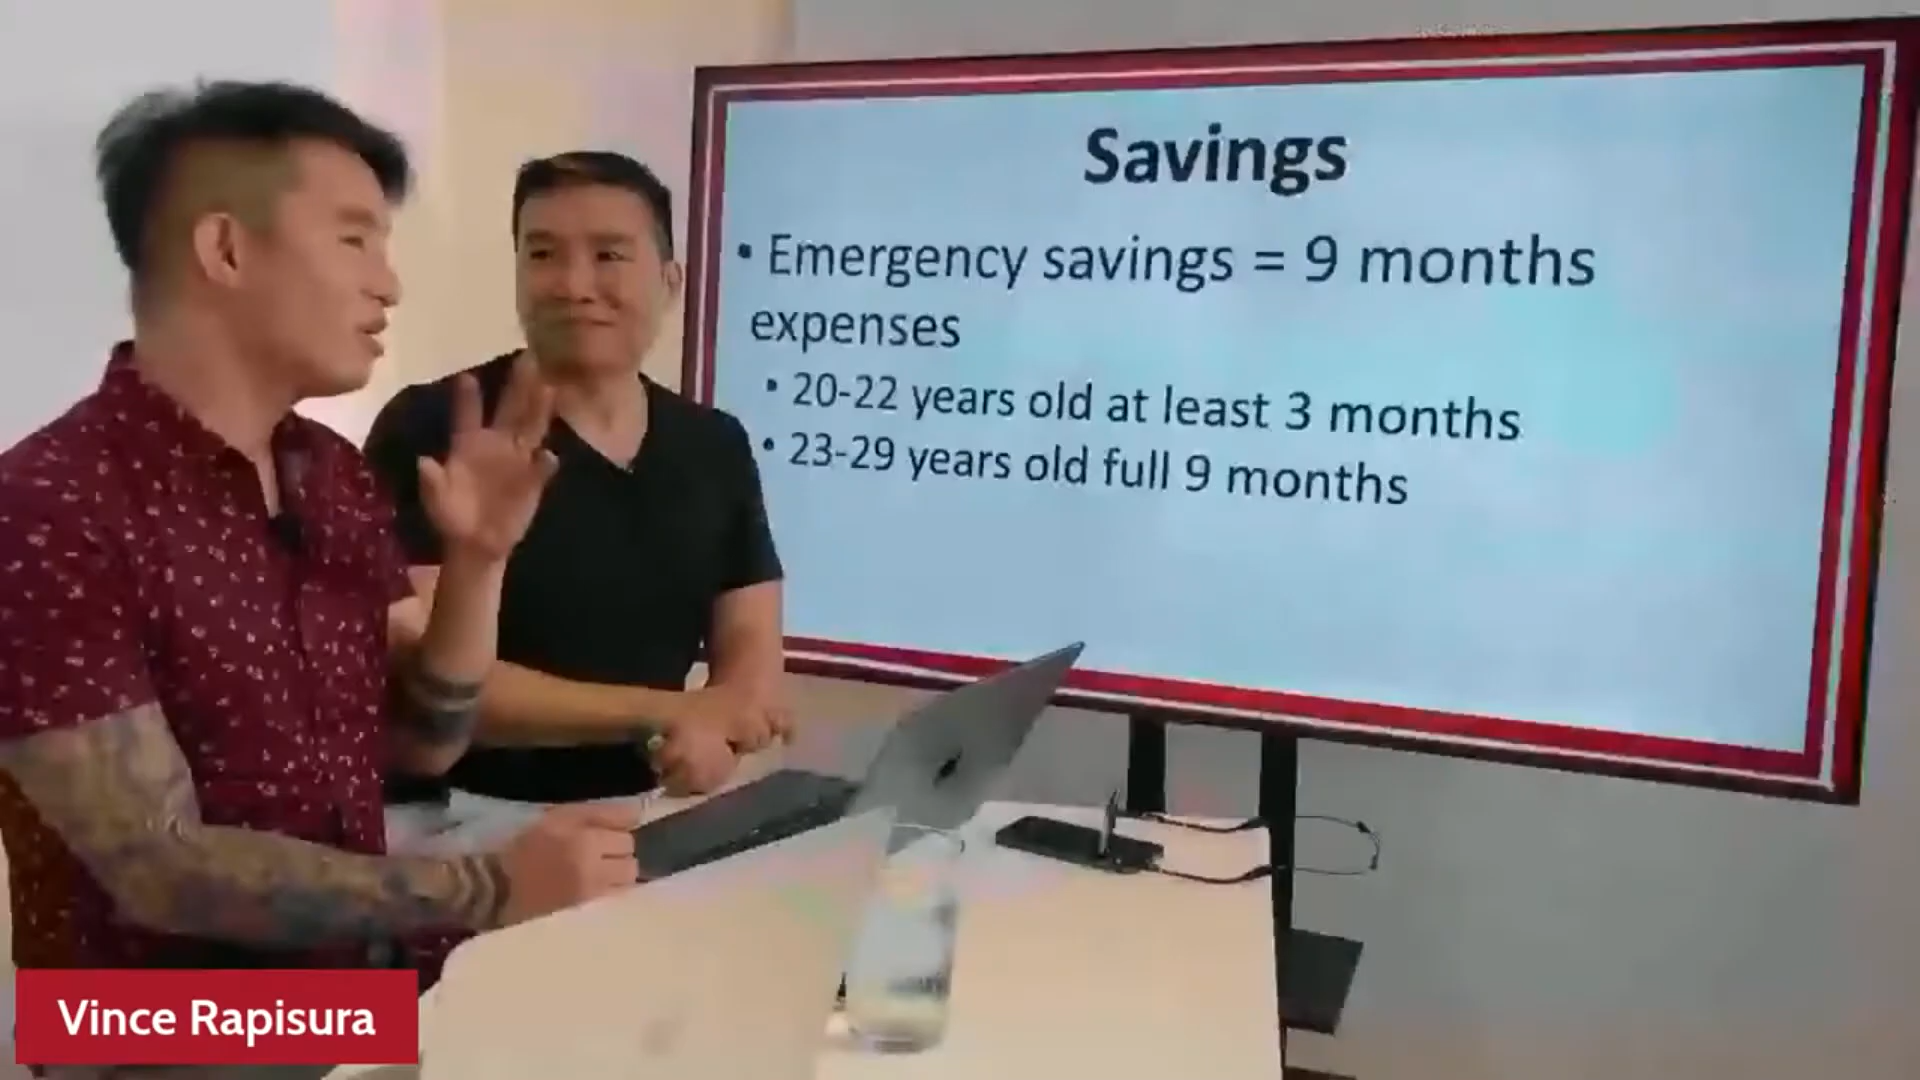 Savings
• Emergency savings = 9 months
expenses
• 20-22 years old at least 3 months
• 23-29 years old full 9 months
Vince Rapisura